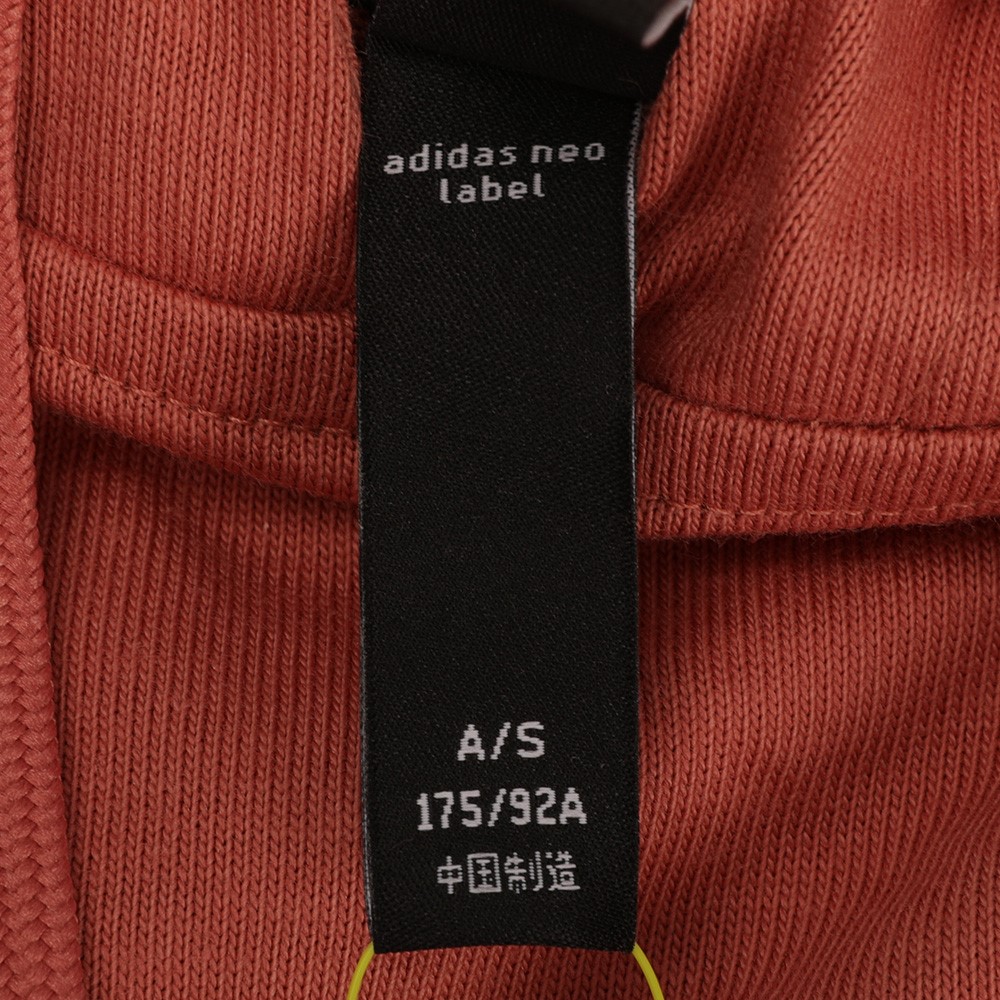 adidas neo
label
A/S
175/92A
中国制造